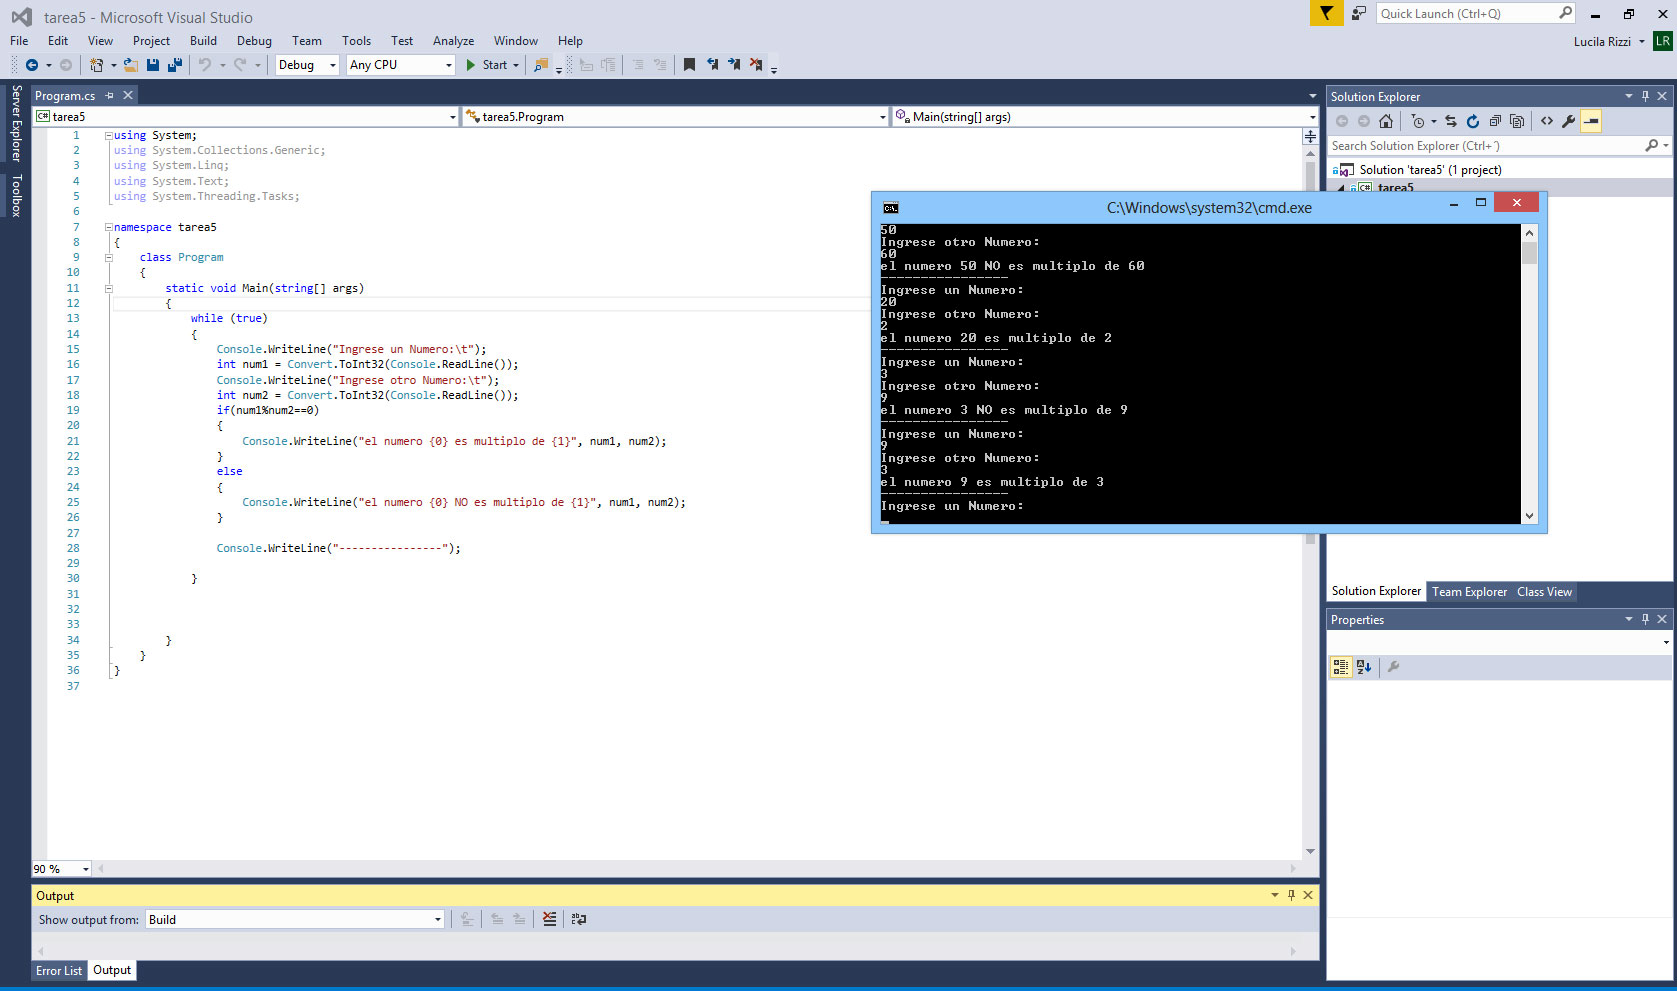 tarea5 - Microsoft Visual Studio
Quick Launch (Ctrl+Q)
File Edit View Project Build Debug Team Tools Test Analyze Window Help
Lucila Rizzi LR
Debug Any CPU Start
Server Explorer
Toolbox
Program.cs
tarea5 tarea5.Program Main(string[] args)
1 using System;
2 using System.Collections.Generic;
3 using System.Linq;
4 using System.Text;
5 using System.Threading.Tasks;
6
7 namespace tarea5
8 {
9 class Program
10 {
11 static void Main(string[] args)
12 {
13 while (true)
14 {
15 Console.WriteLine("Ingrese un Numero:\t");
16 int num1 = Convert.ToInt32(Console.ReadLine());
17 Console.WriteLine("Ingrese otro Numero:\t");
18 int num2 = Convert.ToInt32(Console.ReadLine());
19 if(num1%num2==0)
20 {
21 Console.WriteLine("el numero {0} es multiplo de {1}", num1, num2);
22 }
23 else
24 {
25 Console.WriteLine("el numero {0} NO es multiplo de {1}", num1, num2);
26 }
27
28 Console.WriteLine("----------------");
29
30 }
31
32
33
34 }
35 }
36 }
37
90 %
C:\Windows\system32\cmd.exe
50
Ingrese otro Numero:
60
el numero 50 NO es multiplo de 60
----------------
Ingrese un Numero:
20
Ingrese otro Numero:
2
el numero 20 es multiplo de 2
----------------
Ingrese un Numero:
3
Ingrese otro Numero:
9
el numero 3 NO es multiplo de 9
----------------
Ingrese un Numero:
9
Ingrese otro Numero:
3
el numero 9 es multiplo de 3
----------------
Ingrese un Numero:
Solution Explorer
Search Solution Explorer (Ctrl+´)
Solution 'tarea5' (1 project)
C# tarea5
Solution Explorer Team Explorer Class View
Properties
Output
Show output from: Build
Error List Output